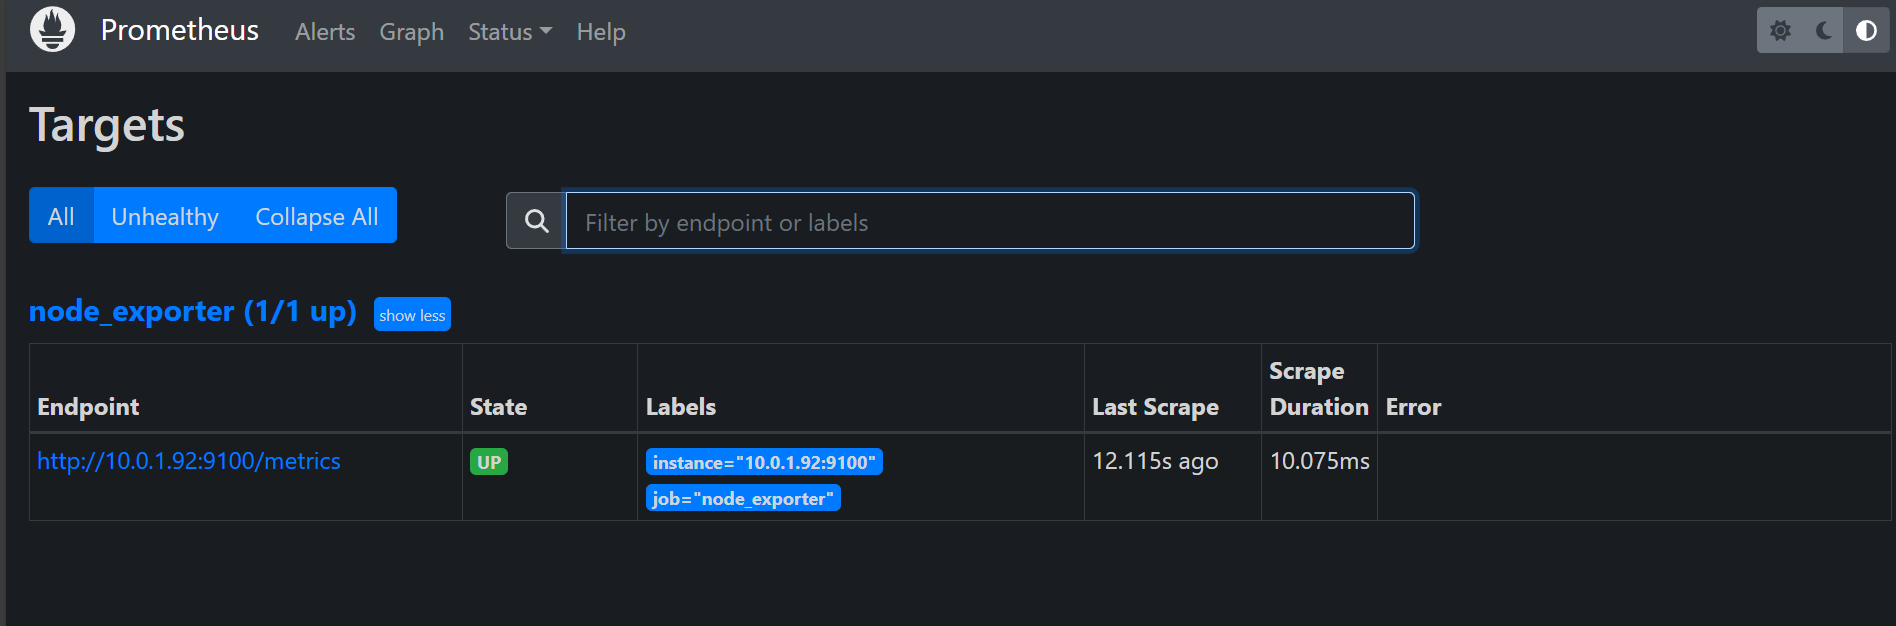 Prometheus Alerts Graph Status Help
Targets
All Unhealthy Collapse All
Filter by endpoint or labels
node_exporter (1/1 up) show less
Endpoint State Labels Last Scrape Scrape Duration Error
http://10.0.1.92:9100/metrics UP instance="10.0.1.92:9100" 12.115s ago 10.075ms
job="node_exporter"